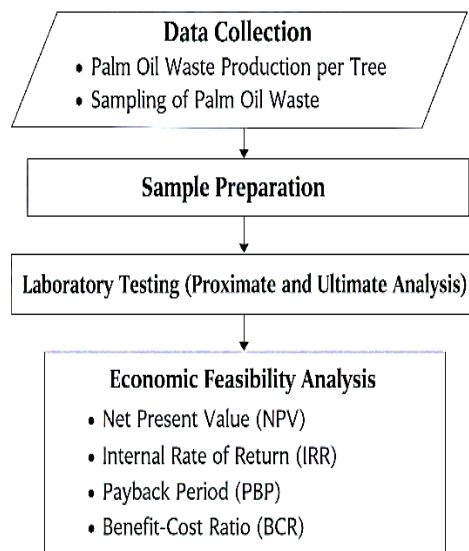 Data Collection
• Palm Oil Waste Production per Tree
• Sampling of Palm Oil Waste
Sample Preparation
Laboratory Testing (Proximate and Ultimate Analysis)
Economic Feasibility Analysis
• Net Present Value (NPV)
• Internal Rate of Return (IRR)
• Payback Period (PBP)
• Benefit-Cost Ratio (BCR)